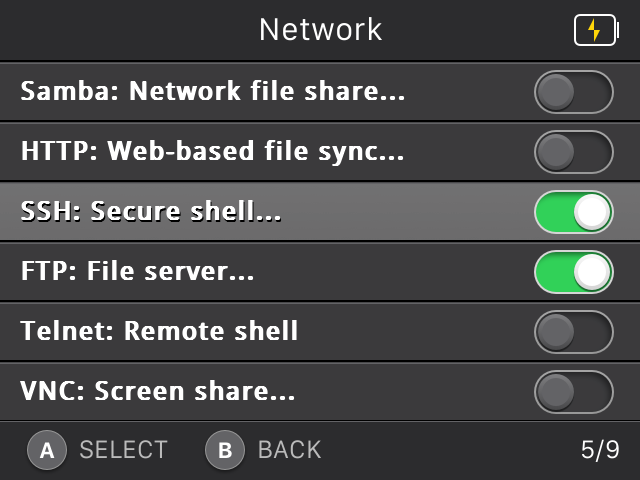 Network
Samba: Network file share...
HTTP: Web-based file sync...
SSH: Secure shell...
FTP: File server...
Telnet: Remote shell
VNC: Screen share...
A SELECT B BACK 5/9